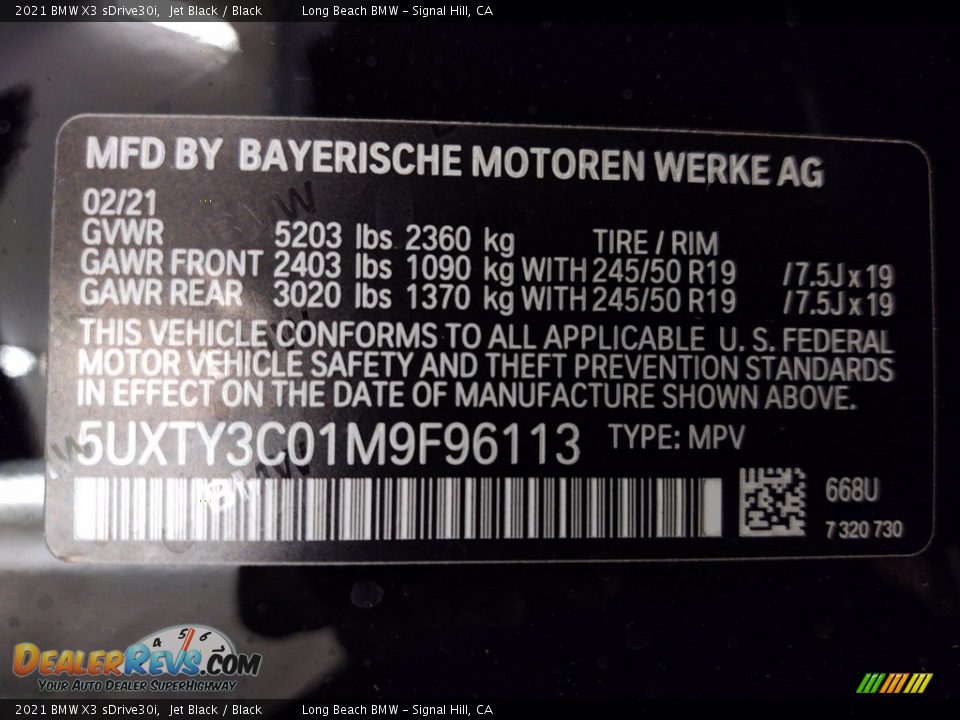 2021 BMW X3 sDrive30i, Jet Black / Black Long Beach BMW - Signal Hill, CA
MFD BY BAYERISCHE MOTOREN WERKE AG
02/21
GVWR 5203 lbs 2360 kg TIRE / RIM
GAWR FRONT 2403 lbs 1090 kg WITH 245/50 R19 /7.5J x 19
GAWR REAR 3020 lbs 1370 kg WITH 245/50 R19 /7.5J x 19
THIS VEHICLE CONFORMS TO ALL APPLICABLE U. S. FEDERAL
MOTOR VEHICLE SAFETY AND THEFT PREVENTION STANDARDS
IN EFFECT ON THE DATE OF MANUFACTURE SHOWN ABOVE.
5UXTY3C01M9F96113 TYPE: MPV
668U
7 320 730
4 5 6
DealerRevs.com
Your Auto Dealer SuperHighway
2021 BMW X3 sDrive30i, Jet Black / Black Long Beach BMW - Signal Hill, CA